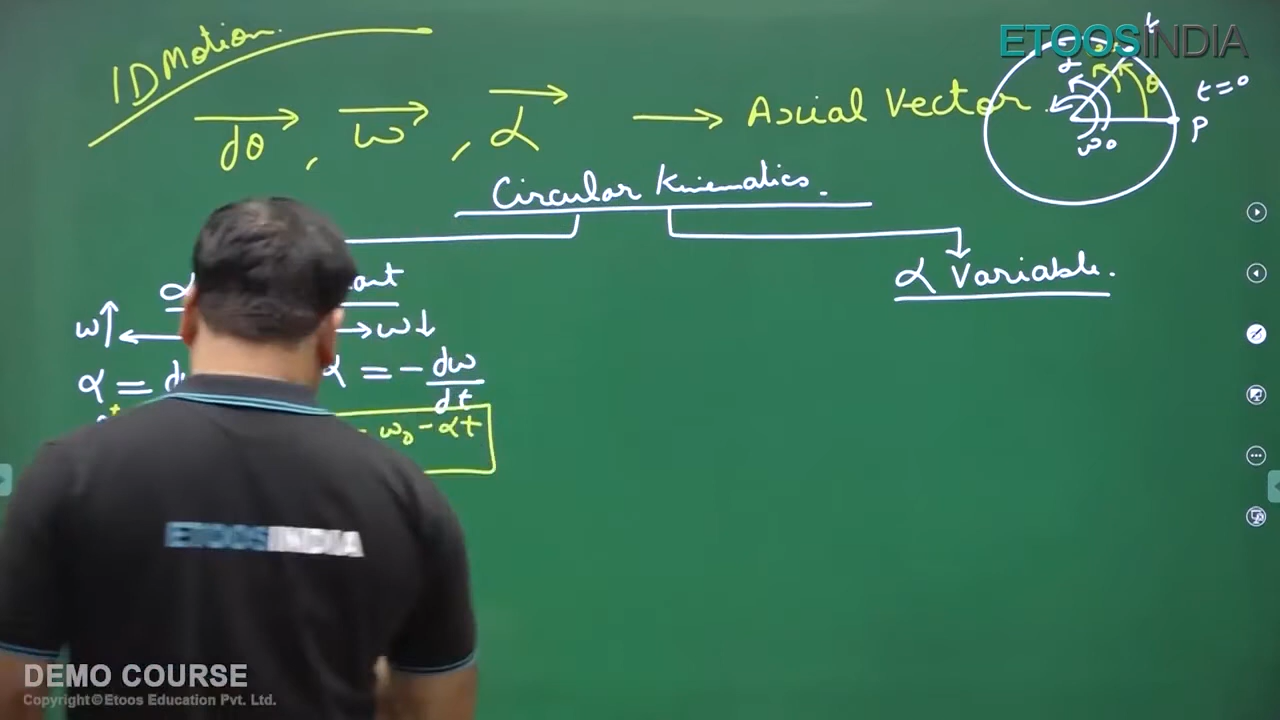 ETOOSINDIA
1D Motion.
dθ , ω , α → Axial Vector
t
α
θ
t=0
P
ω0
Circular Kinematics.
α
ant
α Variable.
ω↑ ← → ω↓
α =
= - dω/dt
ω0 - αt
ETOOSINDIA
DEMO COURSE
Copyright © Etoos Education Pvt. Ltd.